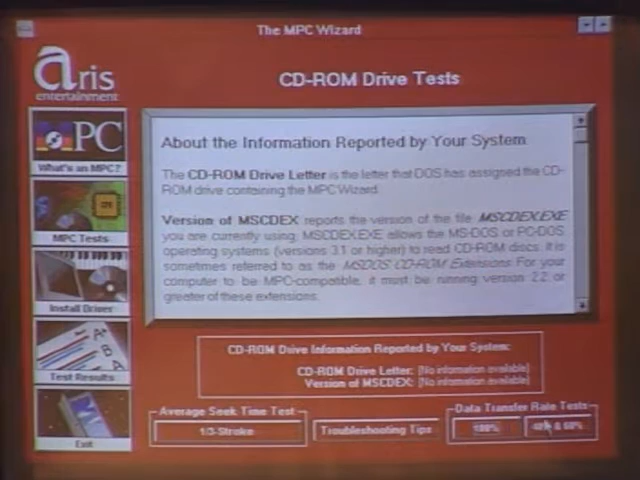 The MPC Wizard
aris
entertainment
CD-ROM Drive Tests
PC
What's an MPC?
MPC Tests
Install Driver
A+
B
A
Test Results
Exit
About the Information Reported by Your System
The CD-ROM Drive Letter is the letter that DOS has assigned the CD-
ROM drive containing the MPC Wizard.
Version of MSCDEX reports the version of the file MSCDEX.EXE
you are currently using; MSCDEX.EXE allows the MS-DOS or PC-DOS
operating systems (versions 3.1 or higher) to read CD-ROM discs. It is
sometimes referred to as the MSDOS CD-ROM Extensions. For your
computer to be MPC-compatible, it must be running version 2.2 or
greater of these extensions.
CD-ROM Drive Information Reported by Your System:
CD-ROM Drive Letter: (No information available)
Version of MSCDEX: (No information available)
Average Seek Time Test
1/3-Stroke
Troubleshooting Tips
Data Transfer Rate Tests
100%
40% & 60%